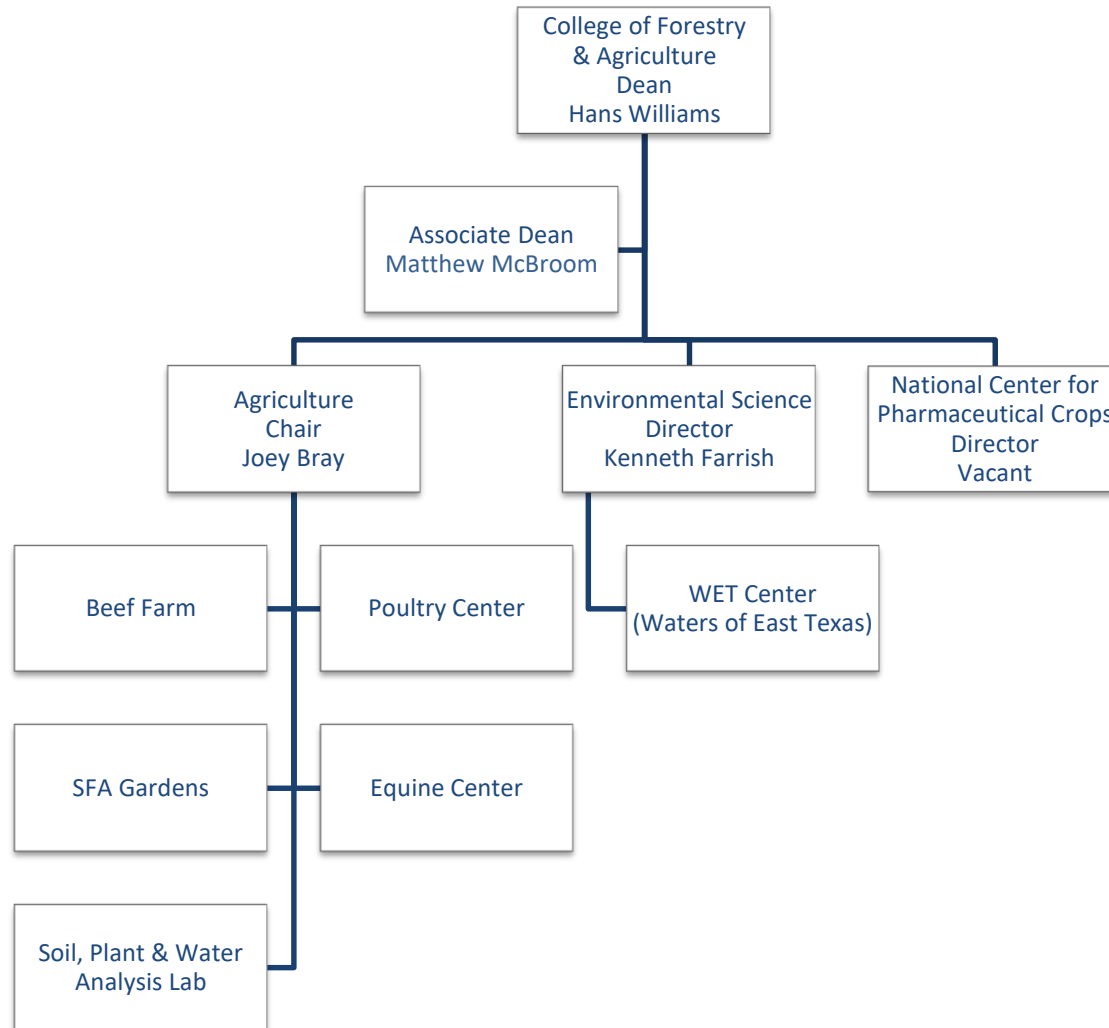 College of Forestry
& Agriculture
Dean
Hans Williams
Associate Dean
Matthew McBroom
Agriculture
Chair
Joey Bray
Environmental Science
Director
Kenneth Farrish
National Center for
Pharmaceutical Crops
Director
Vacant
Beef Farm
Poultry Center
WET Center
(Waters of East Texas)
SFA Gardens
Equine Center
Soil, Plant & Water
Analysis Lab